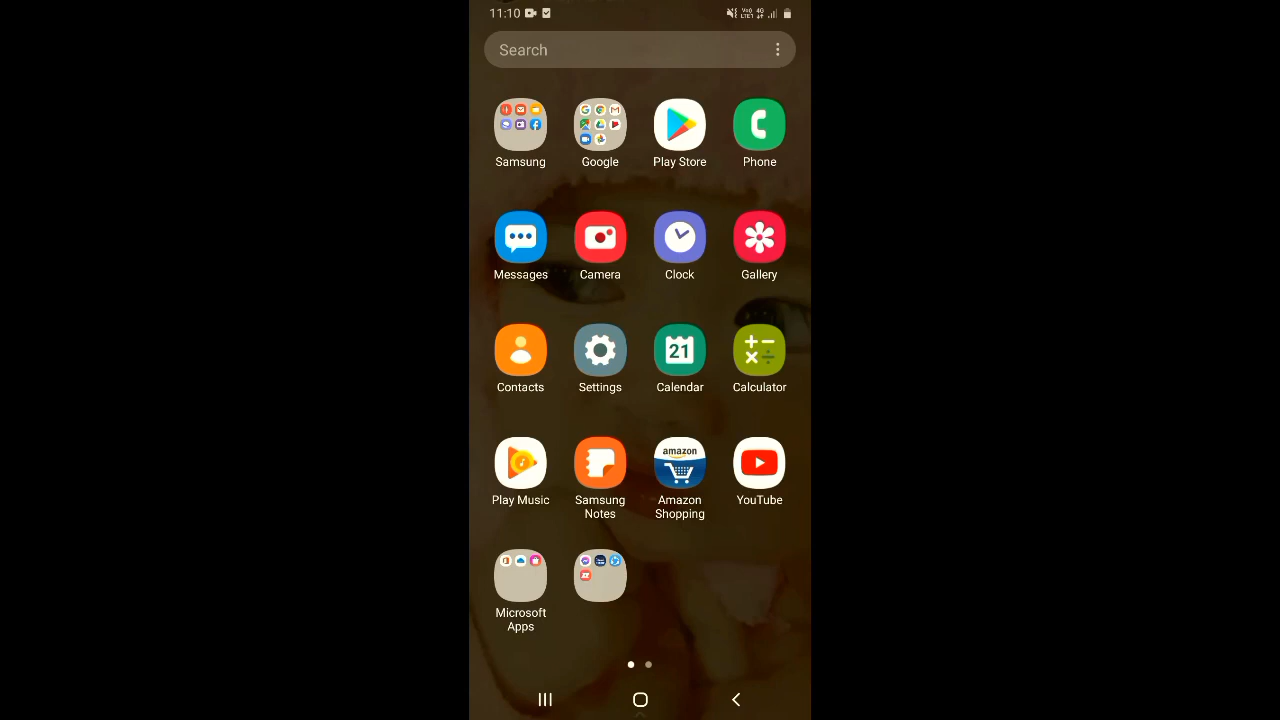 11:10
Search
Samsung
Google
Play Store
Phone
Messages
Camera
Clock
Gallery
21
Contacts
Settings
Calendar
Calculator
amazon
Play Music
Samsung
Notes
Amazon
Shopping
YouTube
Microsoft
Apps